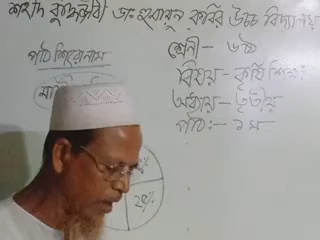 শহীদ বুদ্ধিজীবী ডাঃ হুমায়ুন কবির উচ্চ বিদ্যালয়
শ্রেণী - ৬ষ্ঠ
পাঠ শিরোনাম
বিষয় - কৃষি শিক্ষা
অধ্যায় - তৃতীয়
পাঠ :- ১ম
২৫%